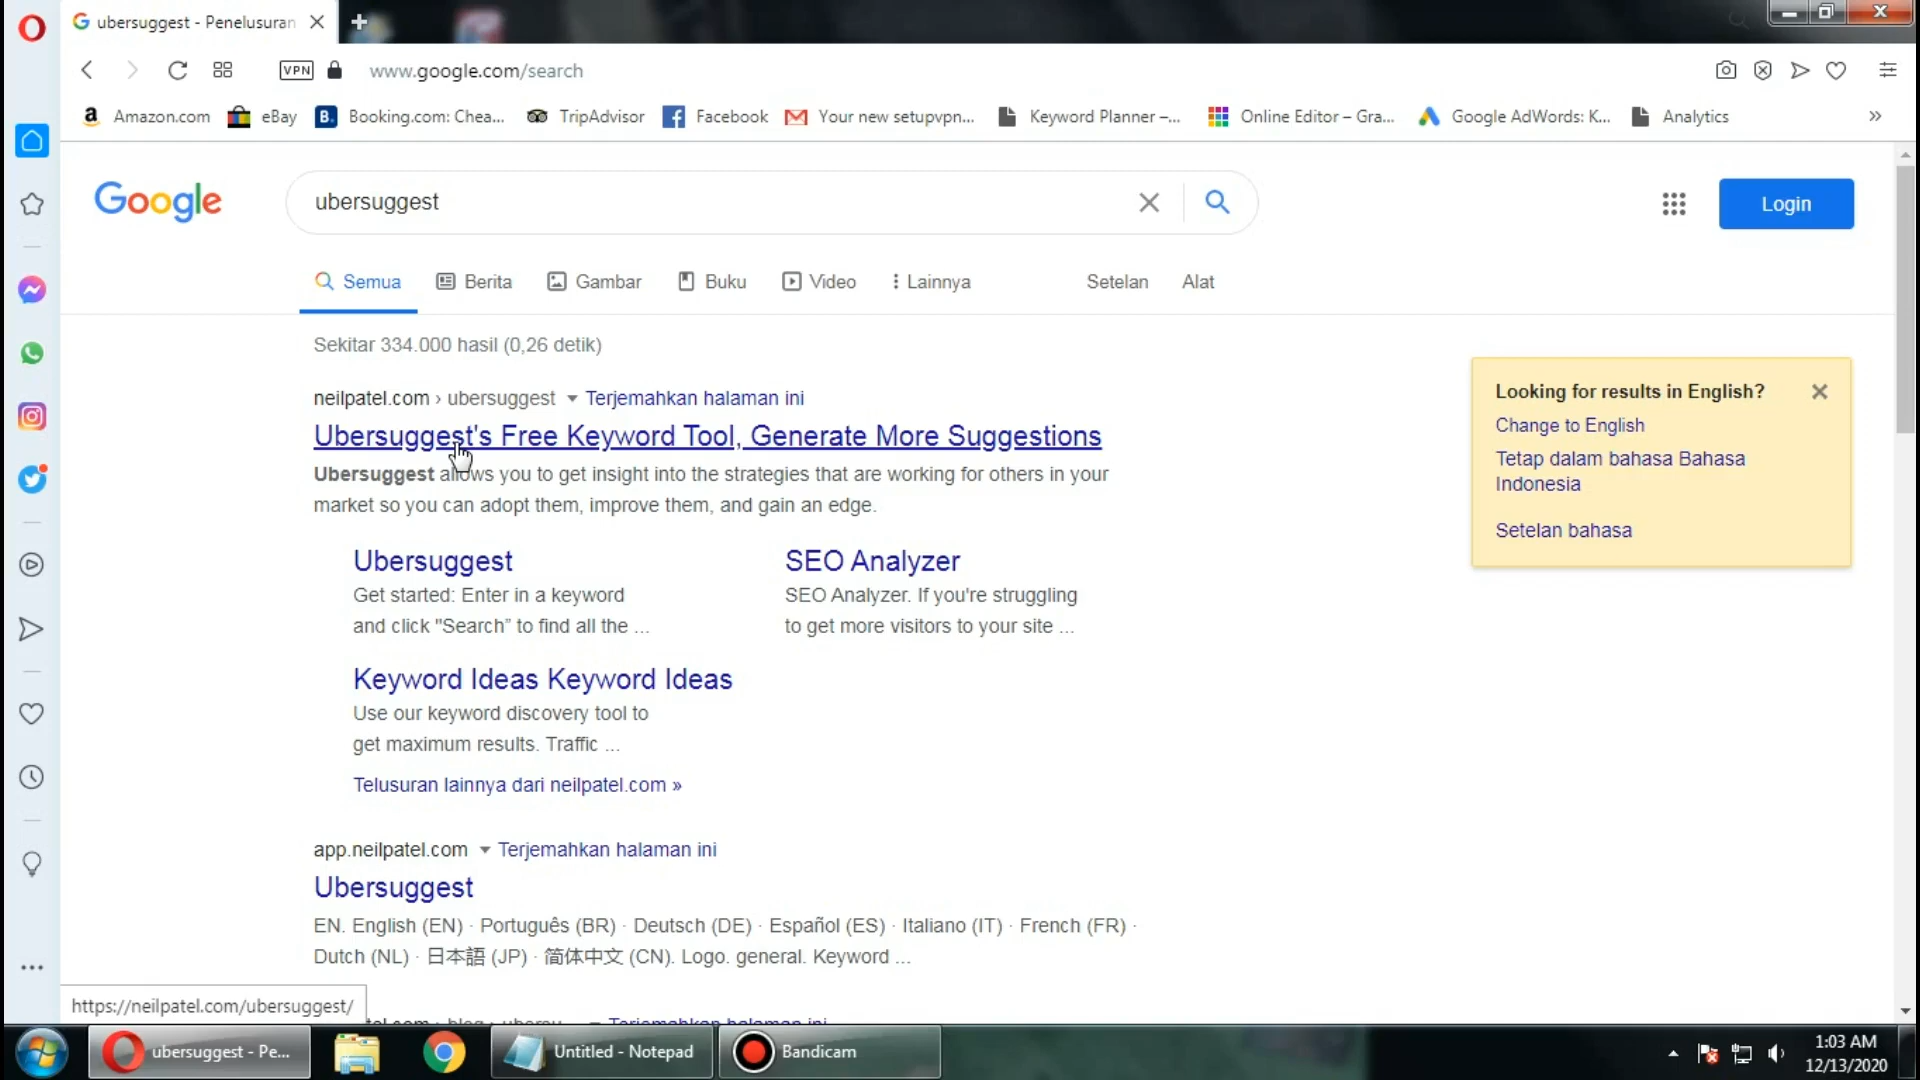 ubersuggest - Penelusuran
VPN
www.google.com/search
Amazon.com
eBay
Booking.com: Chea...
TripAdvisor
Facebook
Your new setupvpn...
Keyword Planner –...
Online Editor – Gra...
Google AdWords: K...
Analytics
»
Google
ubersuggest
Login
Semua
Berita
Gambar
Buku
Video
Lainnya
Setelan
Alat
Sekitar 334.000 hasil (0,26 detik)
neilpatel.com › ubersuggest Terjemahkan halaman ini
Ubersuggest's Free Keyword Tool, Generate More Suggestions
Ubersuggest allows you to get insight into the strategies that are working for others in your
market so you can adopt them, improve them, and gain an edge.
Ubersuggest
Get started: Enter in a keyword
and click "Search" to find all the ...
SEO Analyzer
SEO Analyzer. If you're struggling
to get more visitors to your site ...
Keyword Ideas Keyword Ideas
Use our keyword discovery tool to
get maximum results. Traffic ...
Telusuran lainnya dari neilpatel.com »
app.neilpatel.com Terjemahkan halaman ini
Ubersuggest
EN. English (EN) · Português (BR) · Deutsch (DE) · Español (ES) · Italiano (IT) · French (FR) ·
Dutch (NL) · 日本語 (JP) · 简体中文 (CN). Logo. general. Keyword ...
Looking for results in English?
Change to English
Tetap dalam bahasa Bahasa
Indonesia
Setelan bahasa
https://neilpatel.com/ubersuggest/
Terjemahkan halaman ini
ubersuggest - Pe...
Untitled - Notepad
Bandicam
1:03 AM
12/13/2020